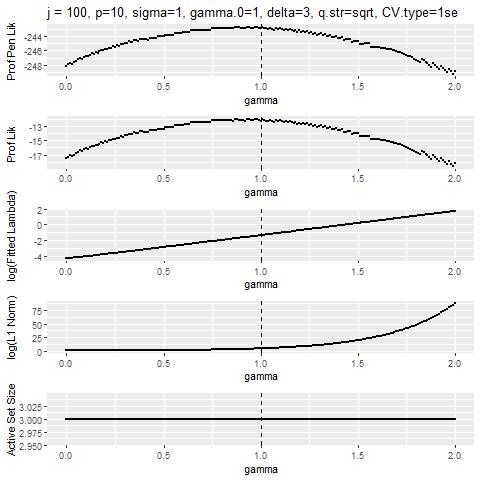 j = 100, p=10, sigma=1, gamma.0=1, delta=3, q.str=sqrt, CV.type=1se
Prof Pen Lik
-244
-246
-248
0.0 0.5 1.0 1.5 2.0
gamma
Prof Lik
-13
-15
-17
0.0 0.5 1.0 1.5 2.0
gamma
log(Fitted Lambda)
2
0
-2
-4
0.0 0.5 1.0 1.5 2.0
gamma
log(L1 Norm)
75
50
25
0
0.0 0.5 1.0 1.5 2.0
gamma
Active Set Size
3.025
3.000
2.975
2.950
0.0 0.5 1.0 1.5 2.0
gamma